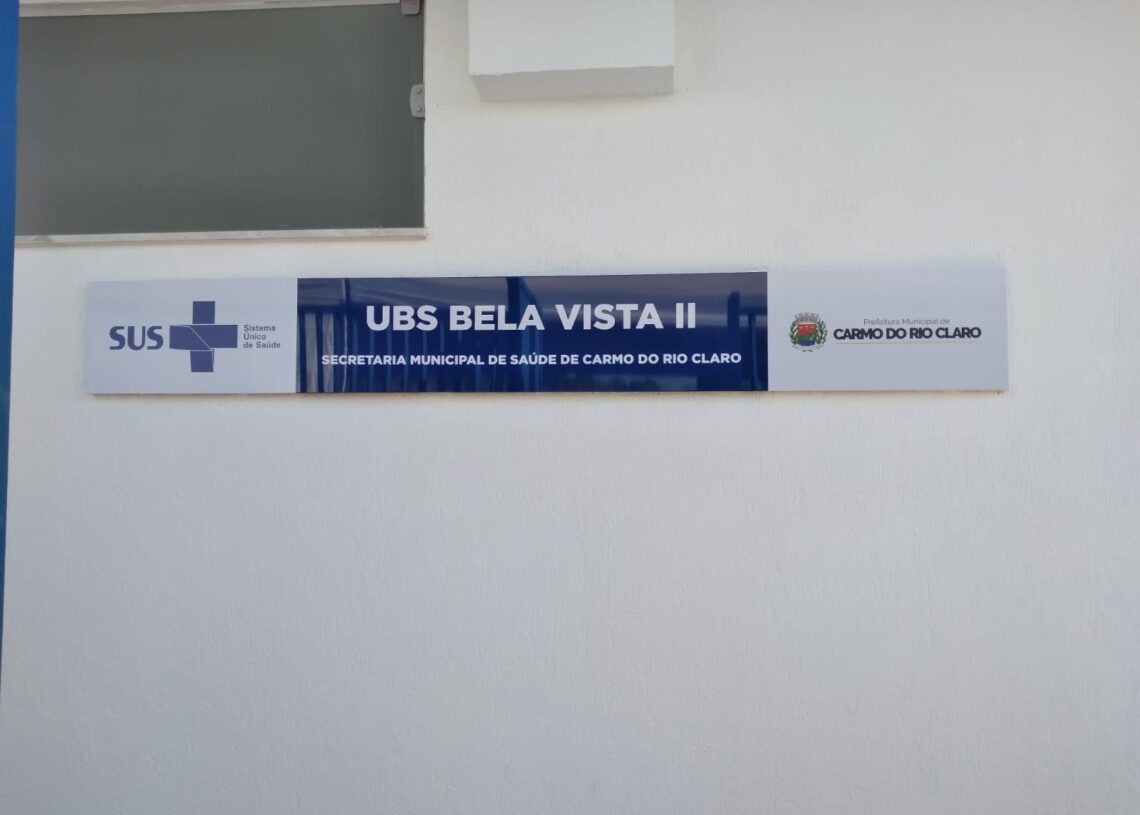 SUS
Sistema
Único
de Saúde
UBS BELA VISTA II
SECRETARIA MUNICIPAL DE SAÚDE DE CARMO DO RIO CLARO
Prefeitura Municipal de
CARMO DO RIO CLARO